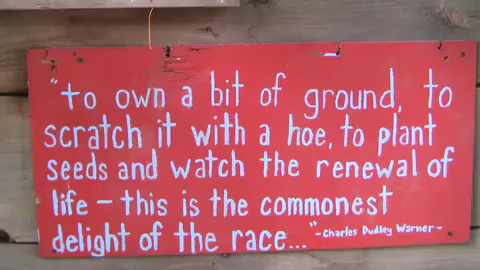 "to own a bit of ground, to
scratch it with a hoe, to plant
seeds and watch the renewal of
life - this is the commonest
delight of the race..." - Charles Dudley Warner -